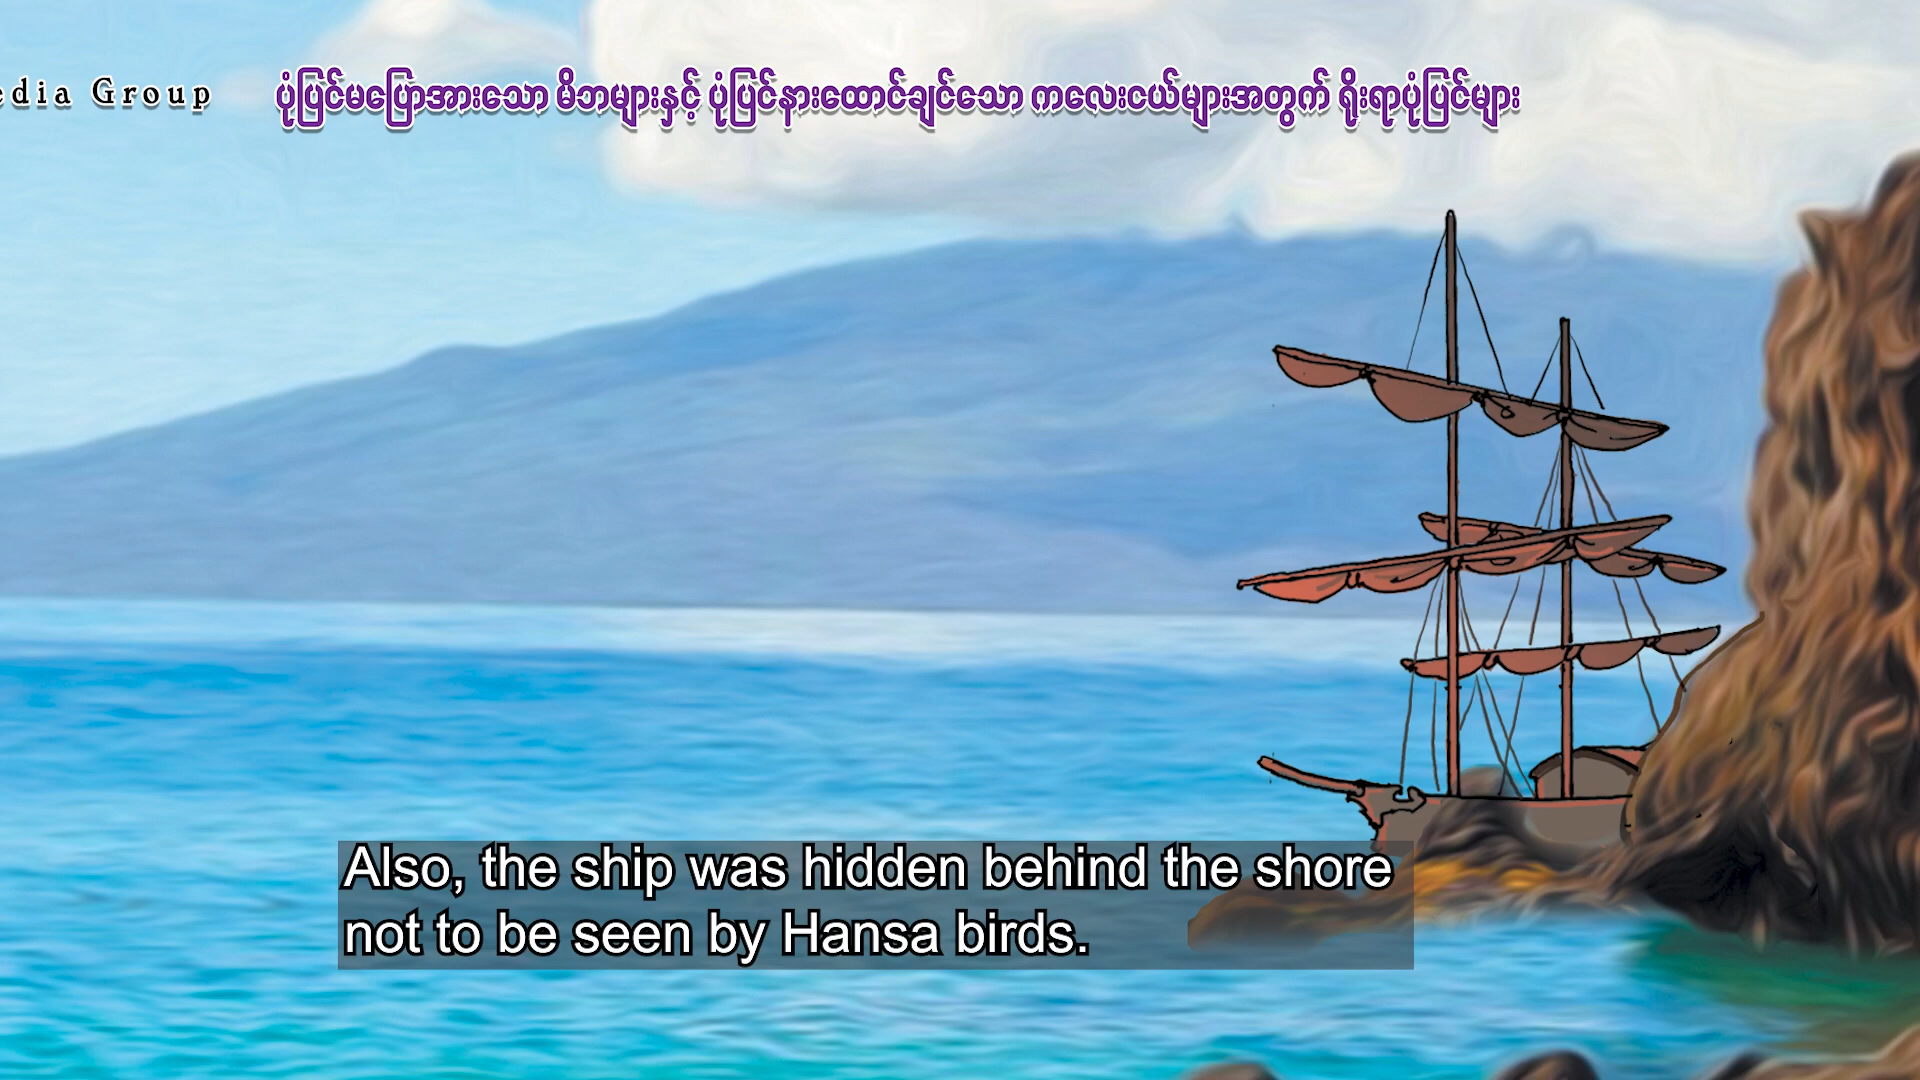 edia Group ပုံပြင်မပြောအားသော မိဘများနှင့် ပုံပြင်နားထောင်ချင်သော ကလေးငယ်များအတွက် ရိုးရာပုံပြင်များ
Also, the ship was hidden behind the shore
not to be seen by Hansa birds.